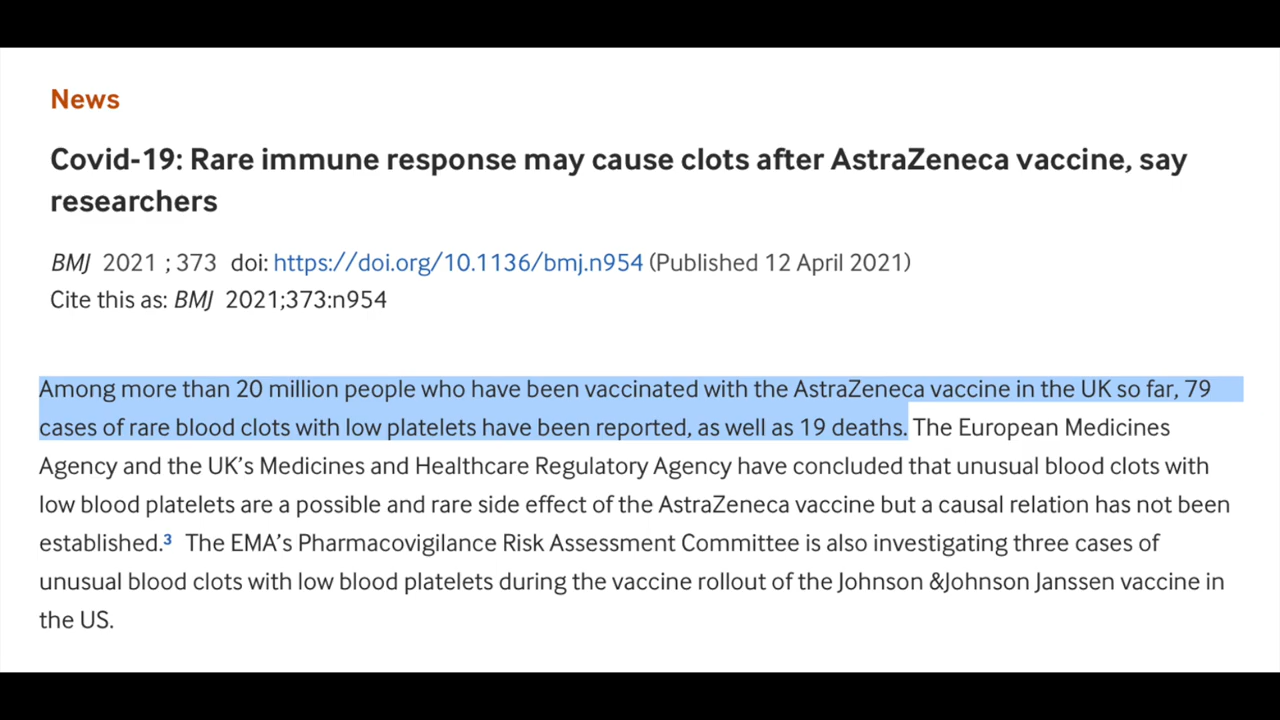 News
Covid-19: Rare immune response may cause clots after AstraZeneca vaccine, say
researchers
BMJ 2021 ; 373 doi: https://doi.org/10.1136/bmj.n954 (Published 12 April 2021)
Cite this as: BMJ 2021;373:n954
Among more than 20 million people who have been vaccinated with the AstraZeneca vaccine in the UK so far, 79
cases of rare blood clots with low platelets have been reported, as well as 19 deaths. The European Medicines
Agency and the UK’s Medicines and Healthcare Regulatory Agency have concluded that unusual blood clots with
low blood platelets are a possible and rare side effect of the AstraZeneca vaccine but a causal relation has not been
established.³ The EMA’s Pharmacovigilance Risk Assessment Committee is also investigating three cases of
unusual blood clots with low blood platelets during the vaccine rollout of the Johnson &Johnson Janssen vaccine in
the US.